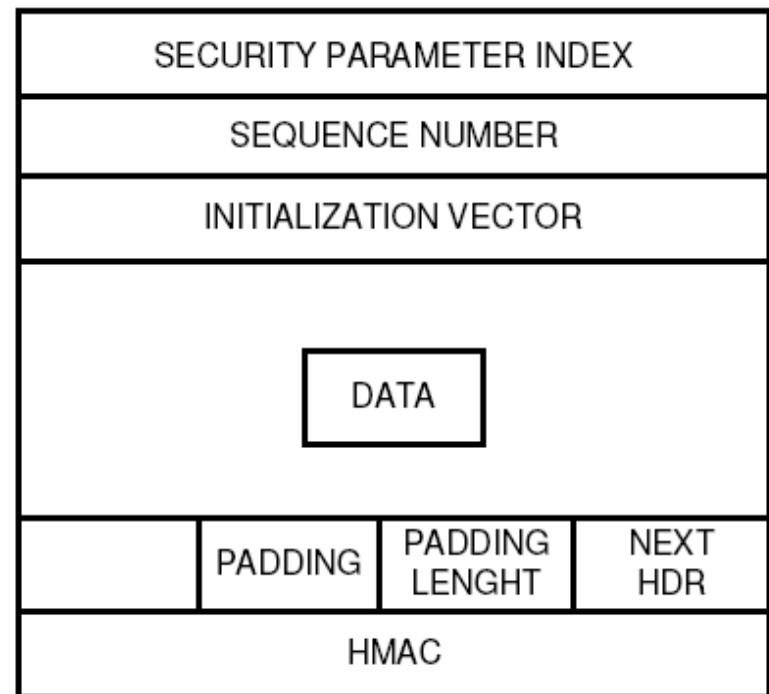 SECURITY PARAMETER INDEX
SEQUENCE NUMBER
INITIALIZATION VECTOR
DATA
PADDING
PADDING
LENGHT
NEXT
HDR
HMAC